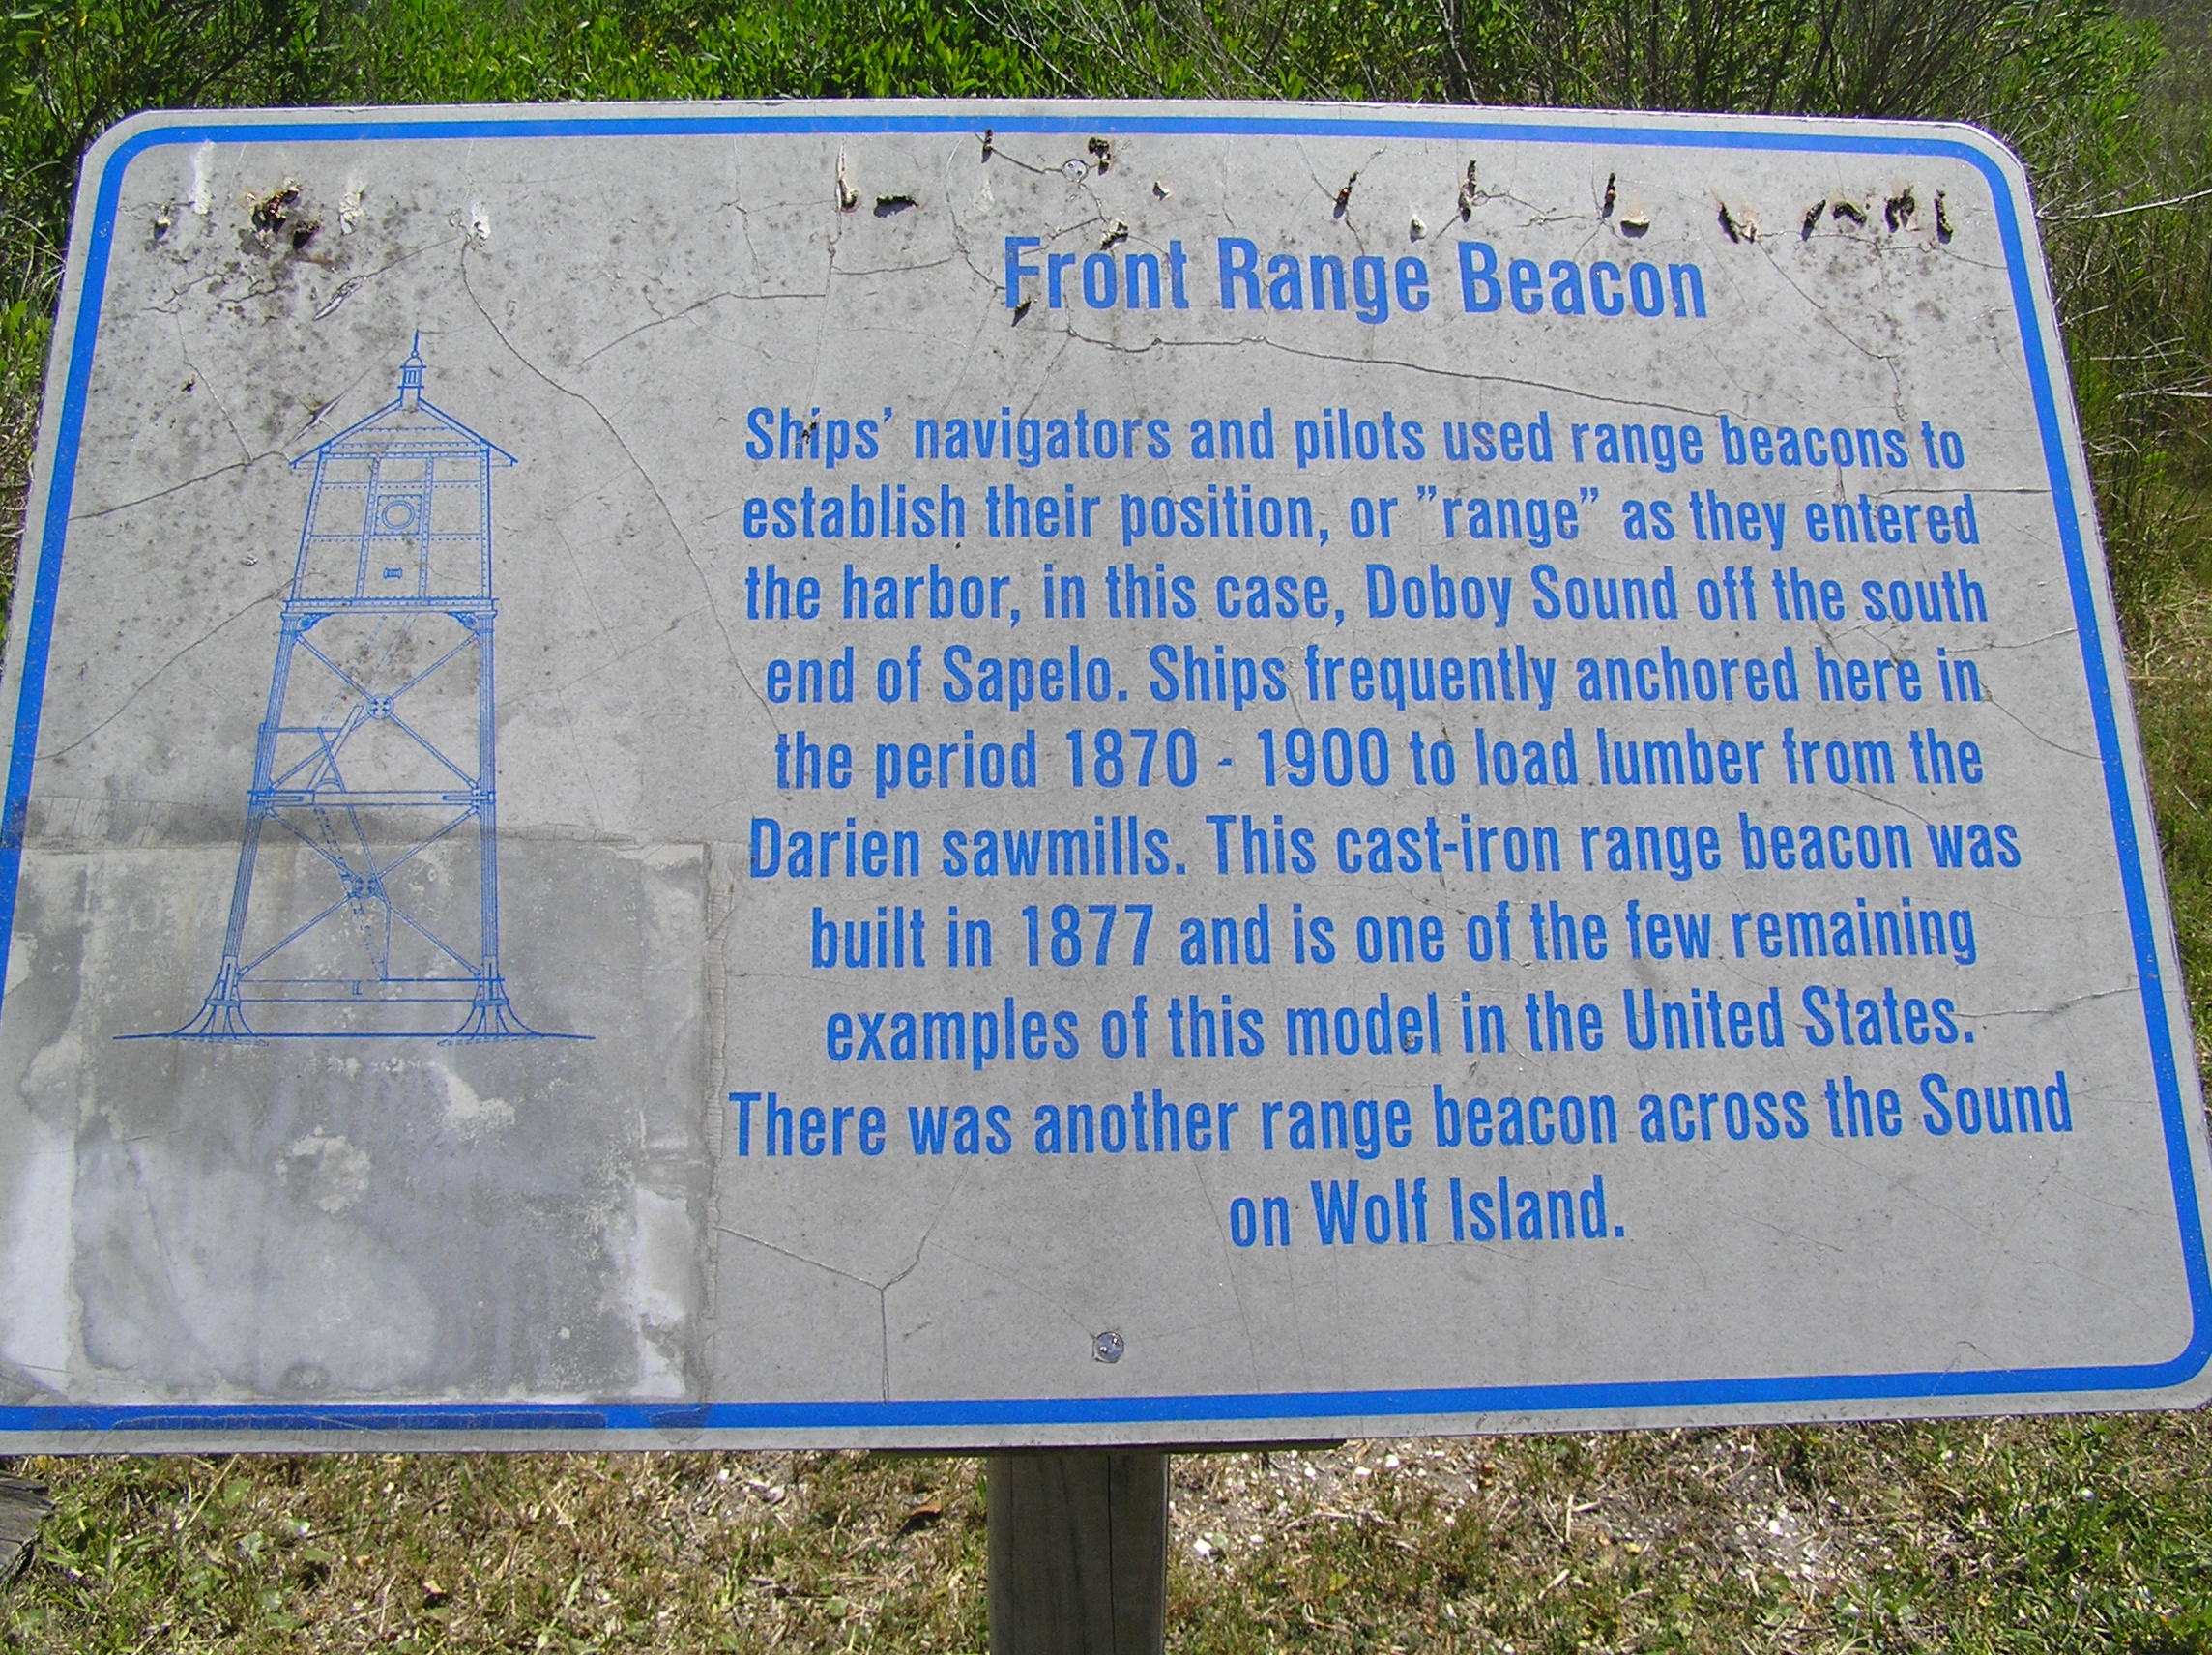 Front Range Beacon
Ships' navigators and pilots used range beacons to
establish their position, or "range" as they entered
the harbor, in this case, Doboy Sound off the south
end of Sapelo. Ships frequently anchored here in
the period 1870 - 1900 to load lumber from the
Darien sawmills. This cast-iron range beacon was
built in 1877 and is one of the few remaining
examples of this model in the United States.
There was another range beacon across the Sound
on Wolf Island.